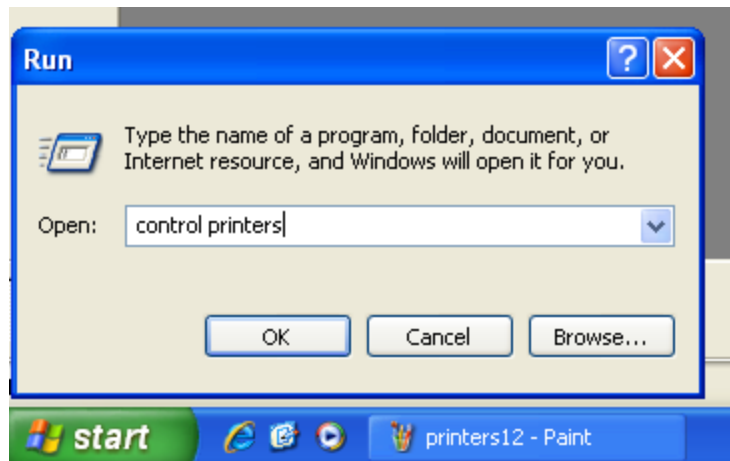 Run
Type the name of a program, folder, document, or
Internet resource, and Windows will open it for you.
Open: control printers
OK Cancel Browse...
start printers12 - Paint